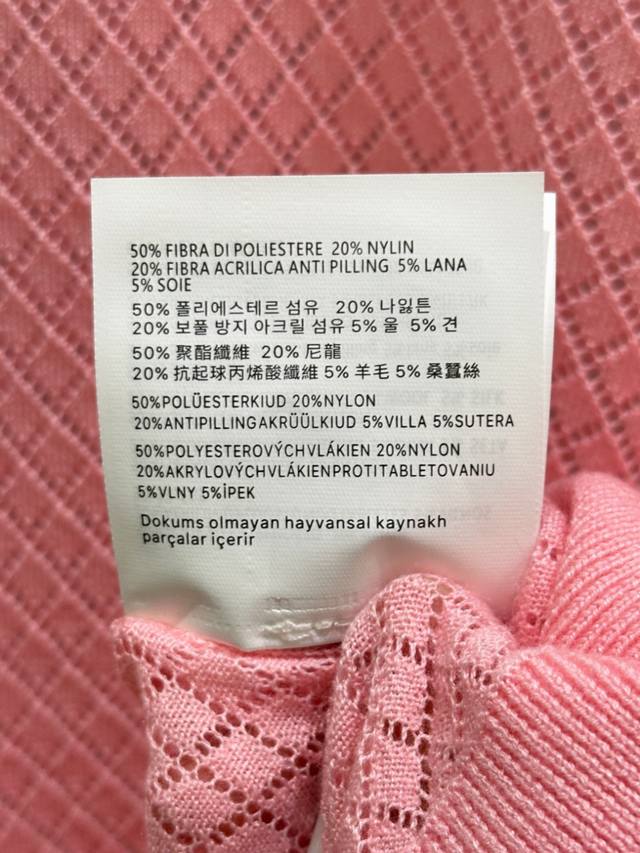 50% FIBRA DI POLIESTERE 20% NYLIN
20% FIBRA ACRILICA ANTI PILLING 5% LANA
5% SOIE
50% 폴리에스테르 섬유 20% 나잃튼
20% 보풀 방지 아크릴 섬유 5% 울 5% 견
50% 聚酯纖維 20% 尼龍
20% 抗起球丙烯酸纖維 5% 羊毛 5% 桑蠶絲
50%POLÜESTERKIUD 20%NYLON
20%ANTIPILLINGAKRÜÜLKIUD 5%VILLA 5%SUTERA
50%POLYESTEROVÝCHVLÁKIEN 20%NYLON
20%AKRYLOVÝCHVLÁKIENPROTITABLETOVANIU
5%VLNY 5%İPEK
Dokums olmayan hayvansal kaynakh
parçalar içerir